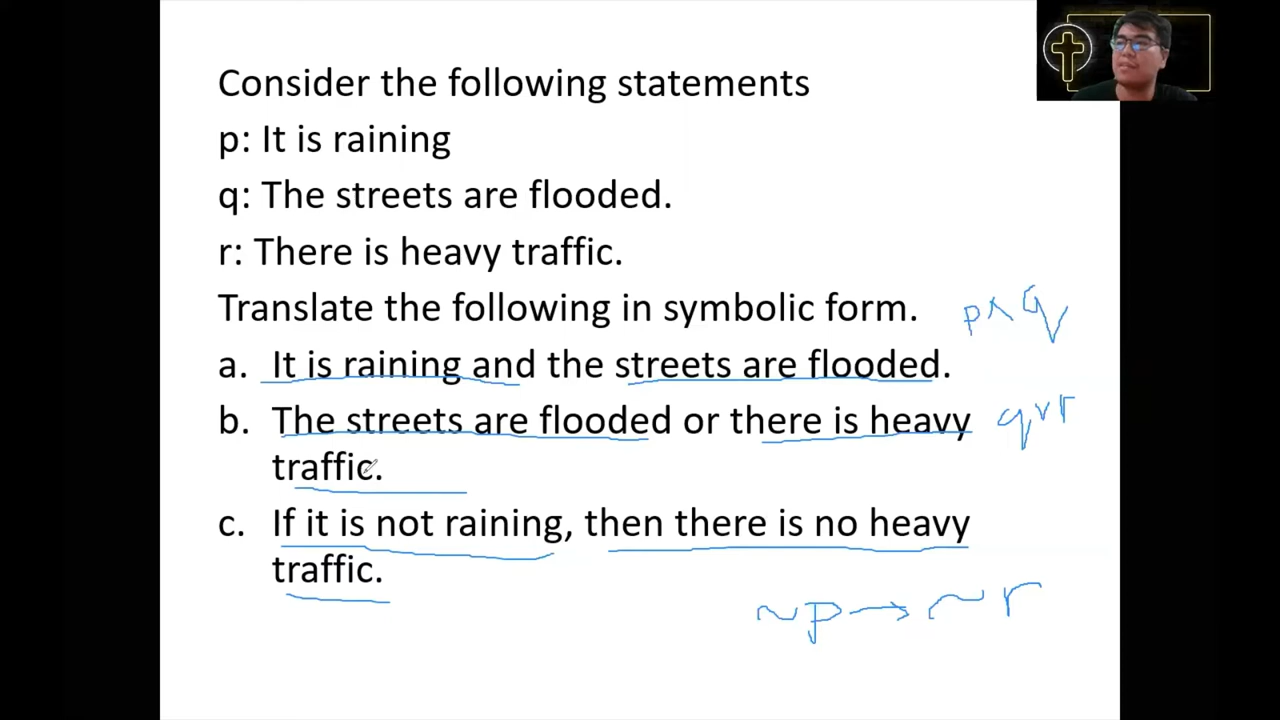 Consider the following statements
p: It is raining
q: The streets are flooded.
r: There is heavy traffic.
Translate the following in symbolic form.
p ∧ q
a. It is raining and the streets are flooded.
b. The streets are flooded or there is heavy
q ∨ r
traffic.
c. If it is not raining, then there is no heavy
traffic.
~p → ~r